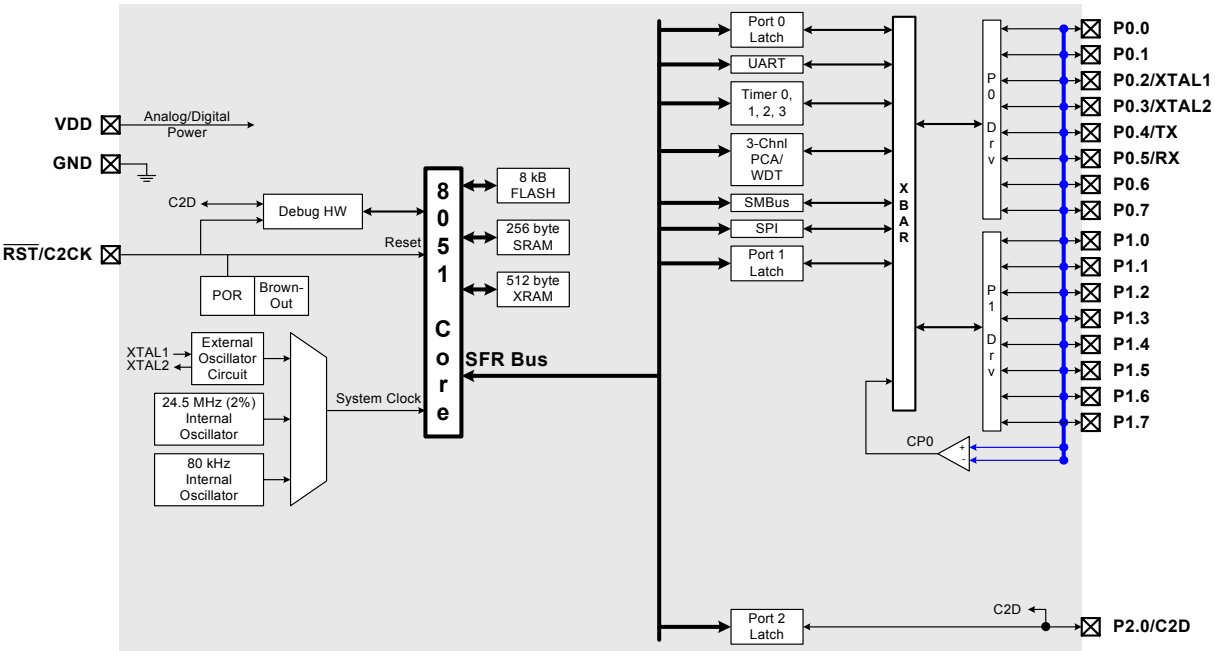 VDD
Analog/Digital
Power
GND
C2D
Debug HW
RST/C2CK
Reset
POR
Brown-
Out
XTAL1
XTAL2
External
Oscillator
Circuit
24.5 MHz (2%)
Internal
Oscillator
80 kHz
Internal
Oscillator
System Clock
8
0
5
1
C
o
r
e
8 kB
FLASH
256 byte
SRAM
512 byte
XRAM
SFR Bus
Port 0
Latch
UART
Timer 0,
1, 2, 3
3-Chnl
PCA/
WDT
SMBus
SPI
Port 1
Latch
X
B
A
R
P
0
D
r
v
P
1
D
r
v
CP0
+
-
P0.0
P0.1
P0.2/XTAL1
P0.3/XTAL2
P0.4/TX
P0.5/RX
P0.6
P0.7
P1.0
P1.1
P1.2
P1.3
P1.4
P1.5
P1.6
P1.7
Port 2
Latch
C2D
P2.0/C2D